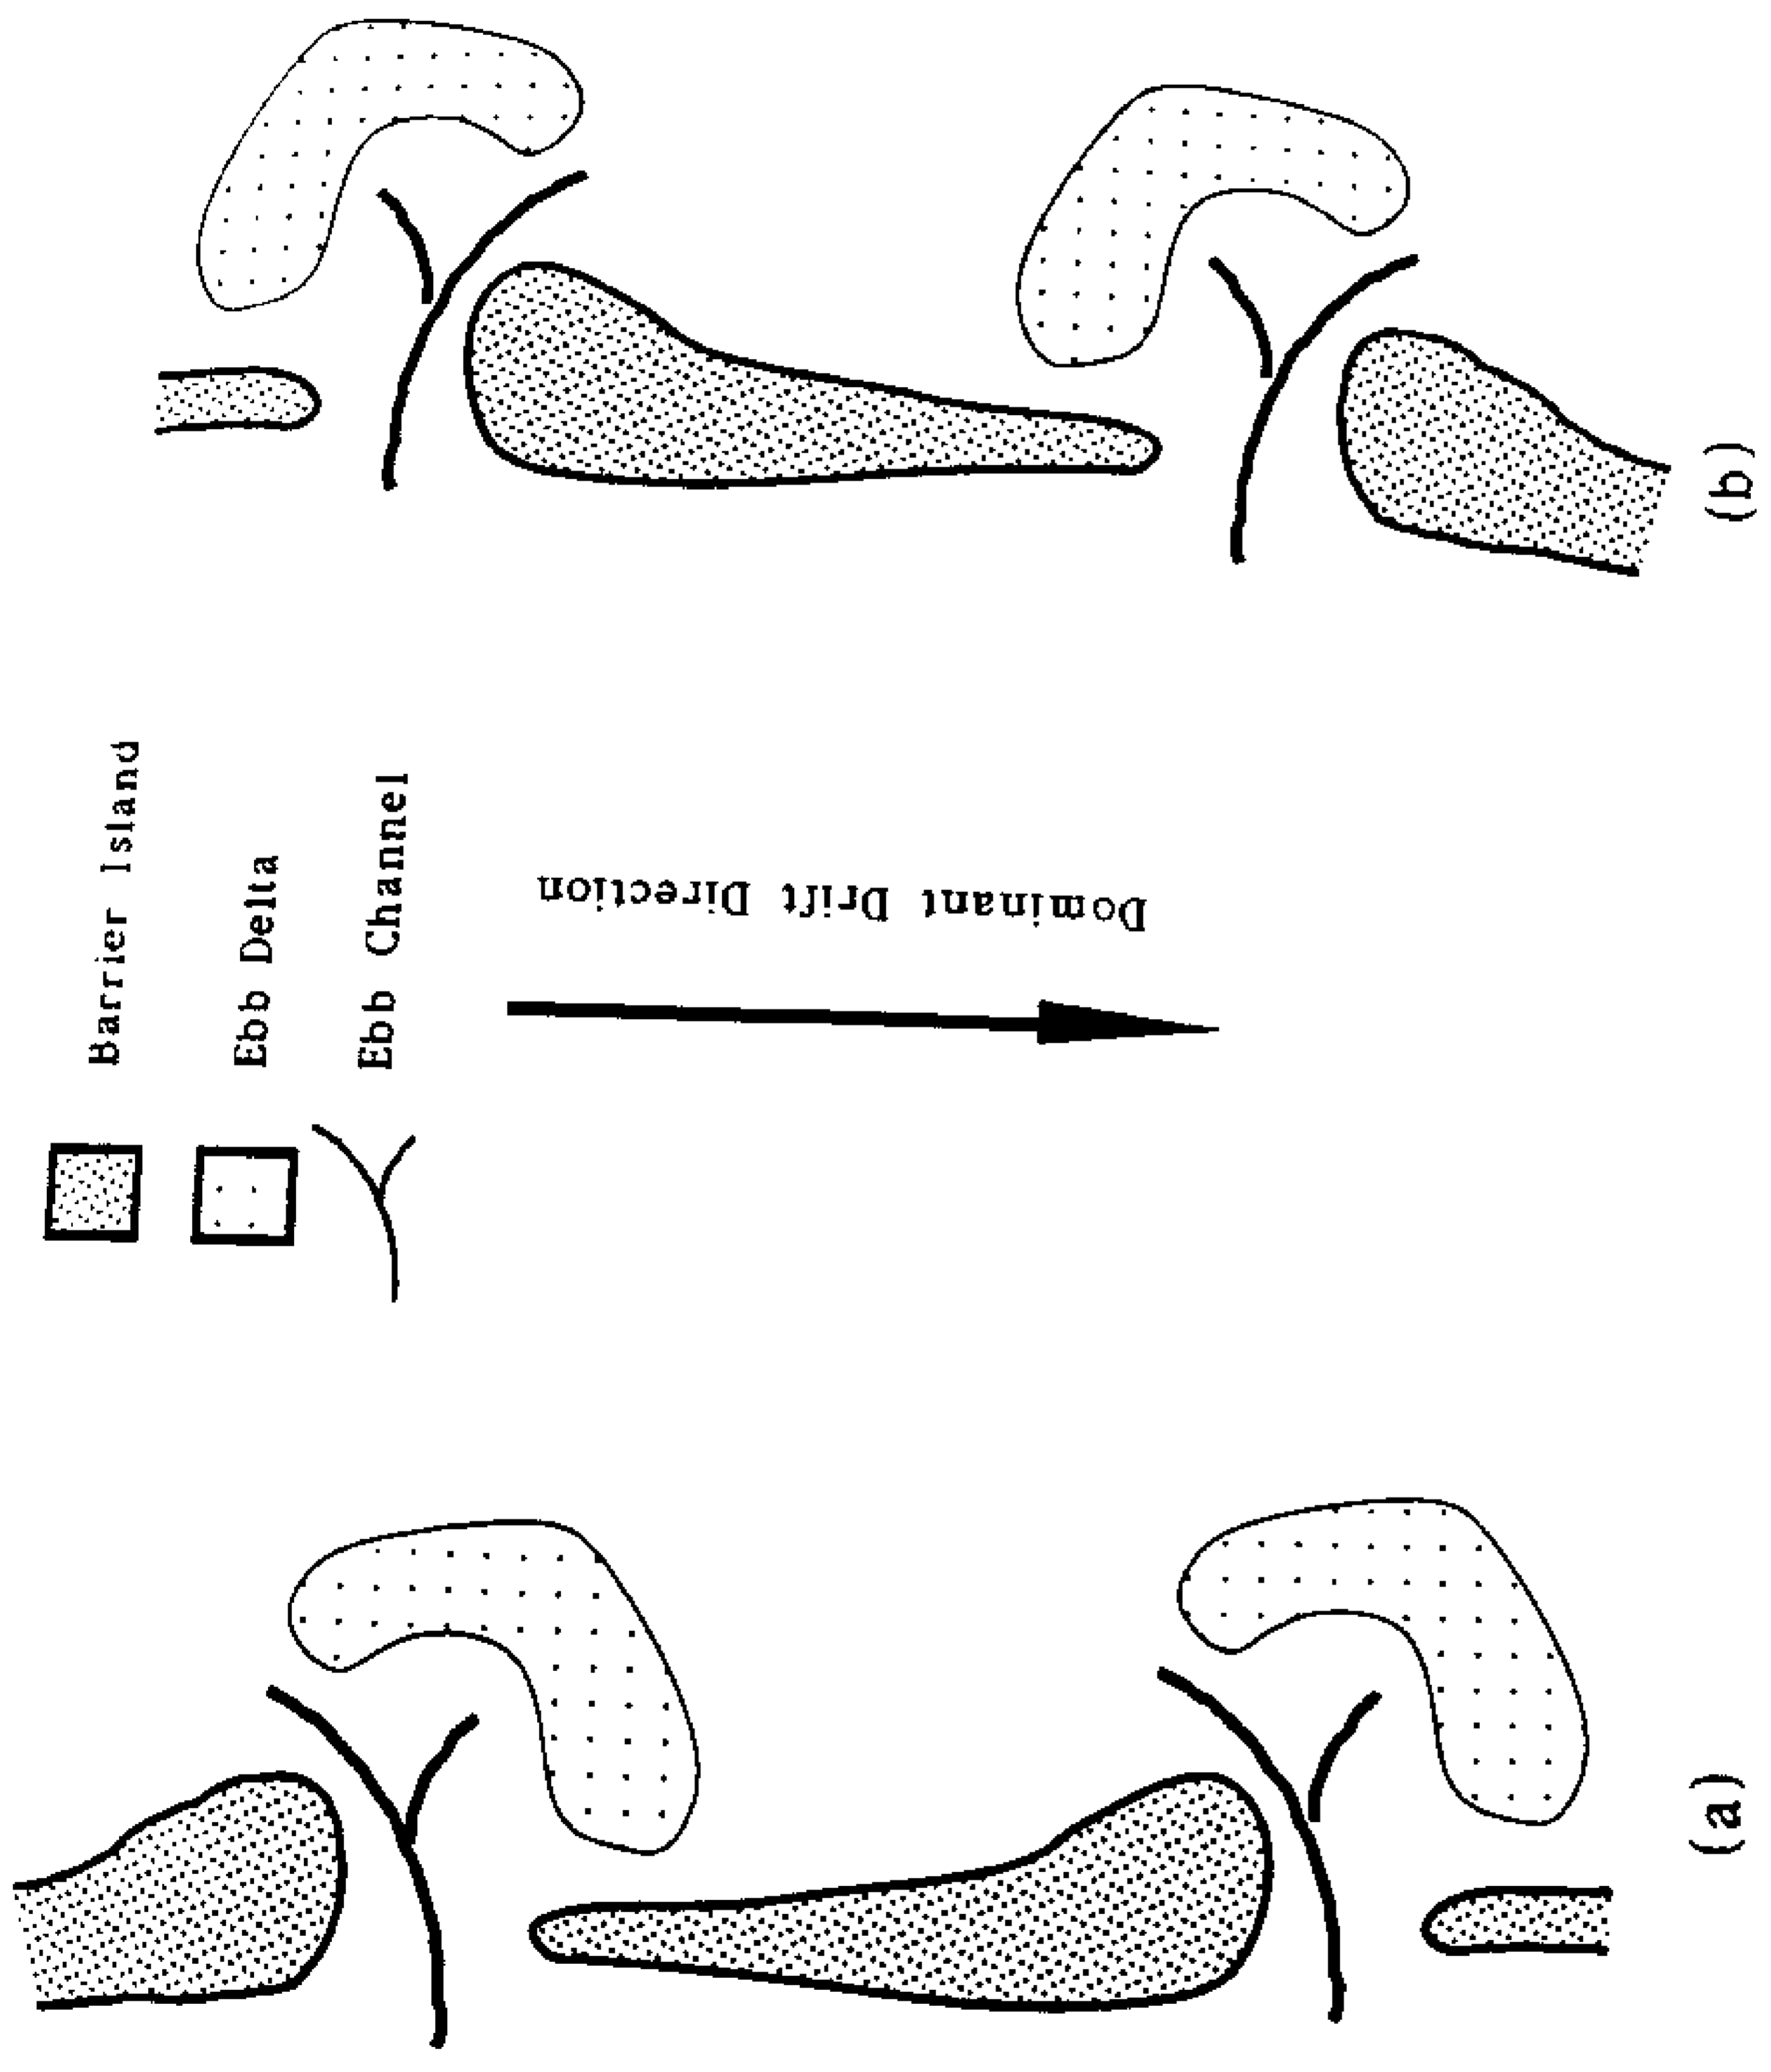 Barrier Island
Ebb Delta
Ebb Channel
Dominant Drift Direction
(a)
(b)